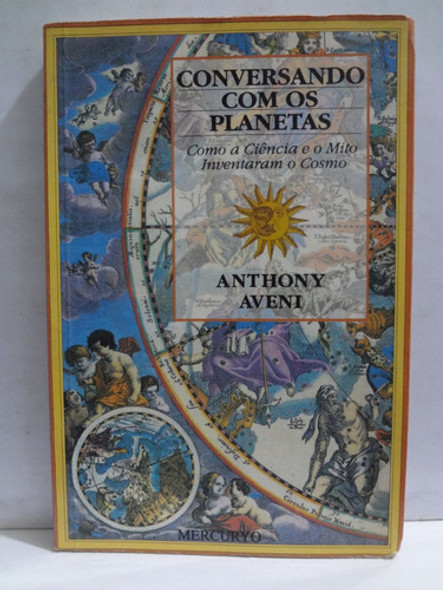 CONVERSANDO
COM OS
PLANETAS
Como a Ciência e o Mito
Inventaram o Cosmo
ANTHONY
AVENI
MERCURYO